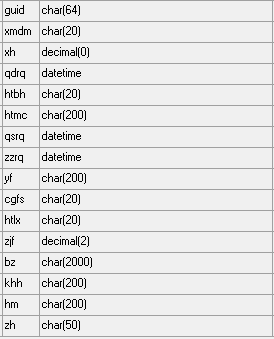 guid char(64)
xmdm char(20)
xh decimal(0)
qdrq datetime
htbh char(20)
htmc char(200)
qsrq datetime
zzrq datetime
yf char(200)
cgfs char(20)
htlx char(20)
zjf decimal(2)
bz char(2000)
khh char(200)
hm char(200)
zh char(50)